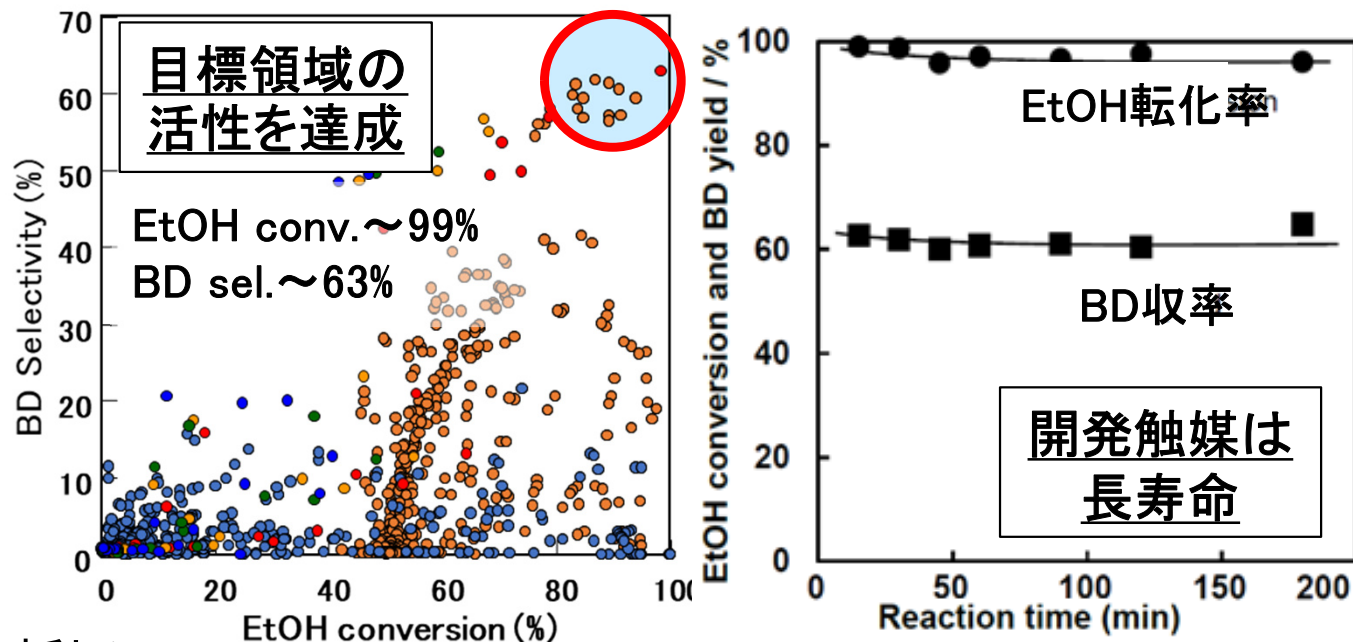 70
60
50
40
30
20
10
0
BD Selectivity (%)
目標領域の
活性を達成
EtOH conv.～99%
BD sel.～63%
0
20
40
60
80
100
EtOH conversion (%)
100
80
60
40
20
0
EtOH conversion and BD yield / %
EtOH転化率
BD収率
開発触媒は
長寿命
0
50
100
150
200
Reaction time (min)